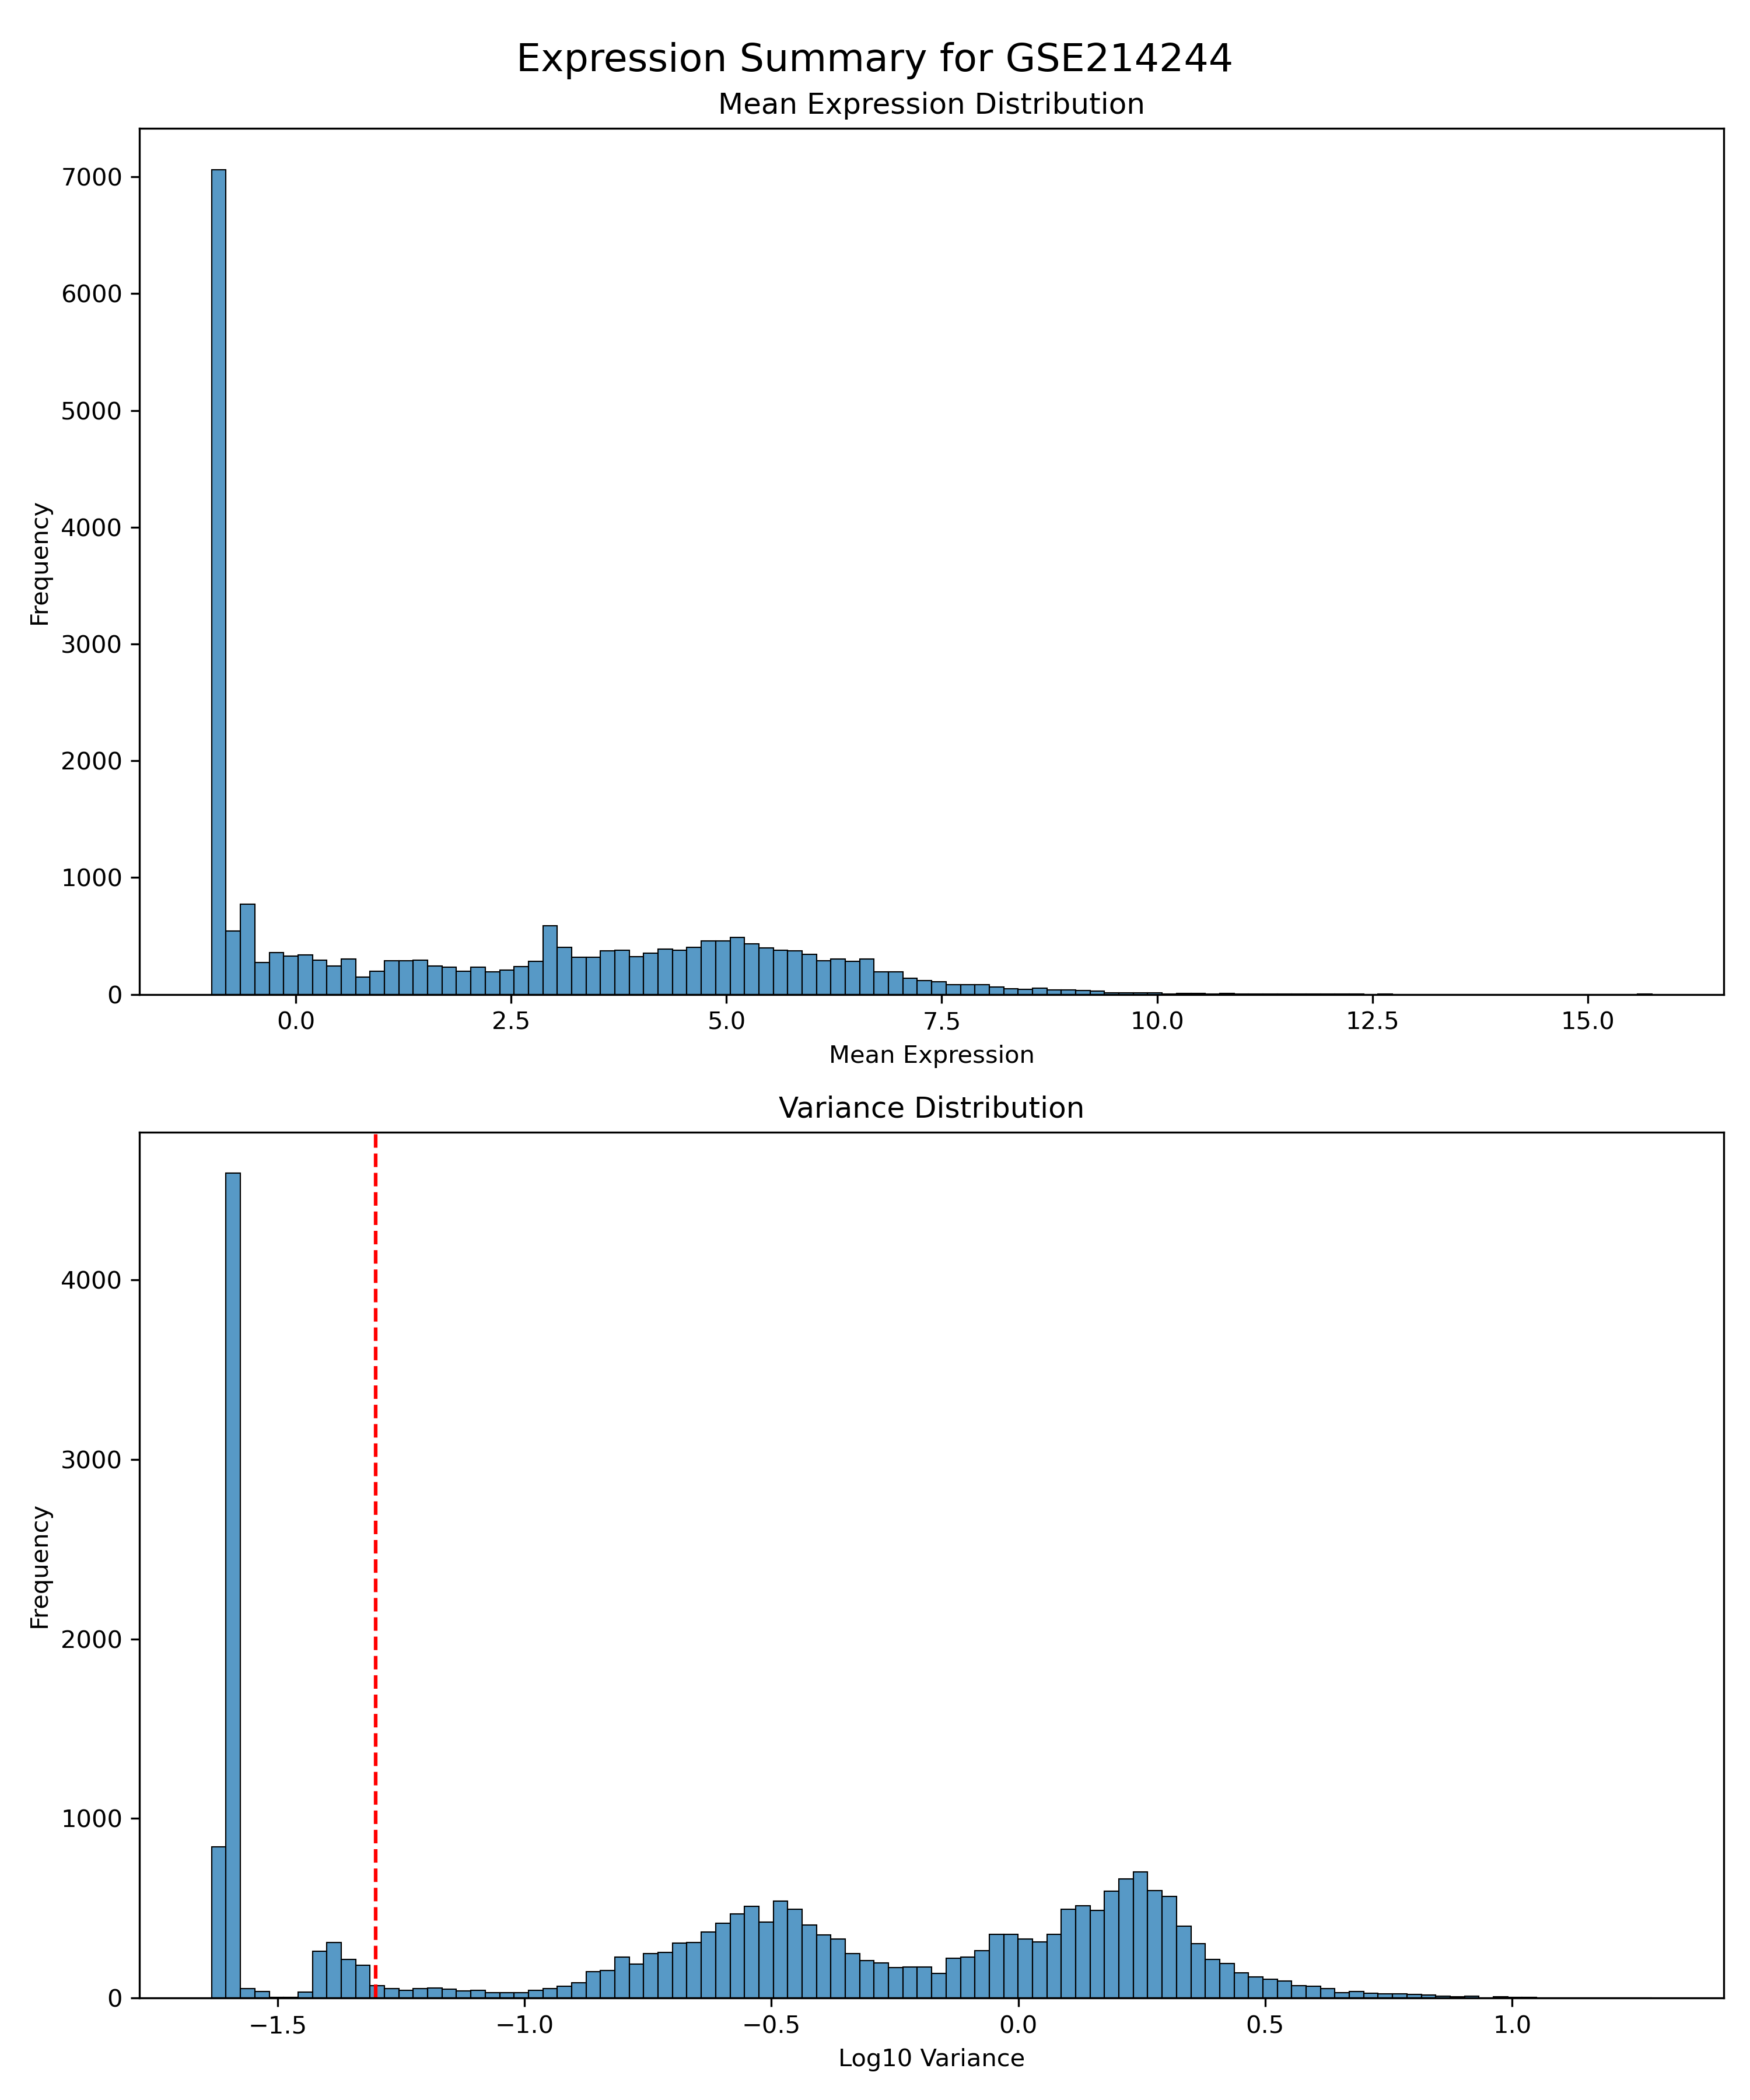 Expression Summary for GSE214244
Mean Expression Distribution
7000
6000
5000
4000
3000
2000
1000
0
Frequency
0.0 2.5 5.0 7.5 10.0 12.5 15.0
Mean Expression
Variance Distribution
4000
3000
2000
1000
0
Frequency
−1.5 −1.0 −0.5 0.0 0.5 1.0
Log10 Variance